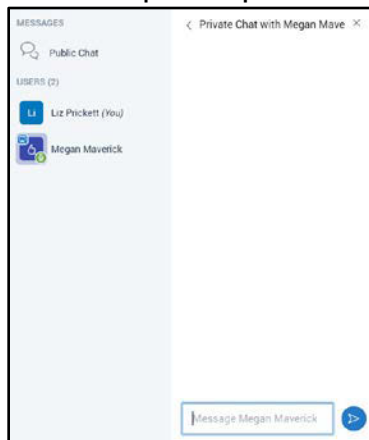 MESSAGES
Public Chat
USERS (2)
Li
Liz Prickett (You)
Megan Maverick
Private Chat with Megan Mave
Message Megan Maverick